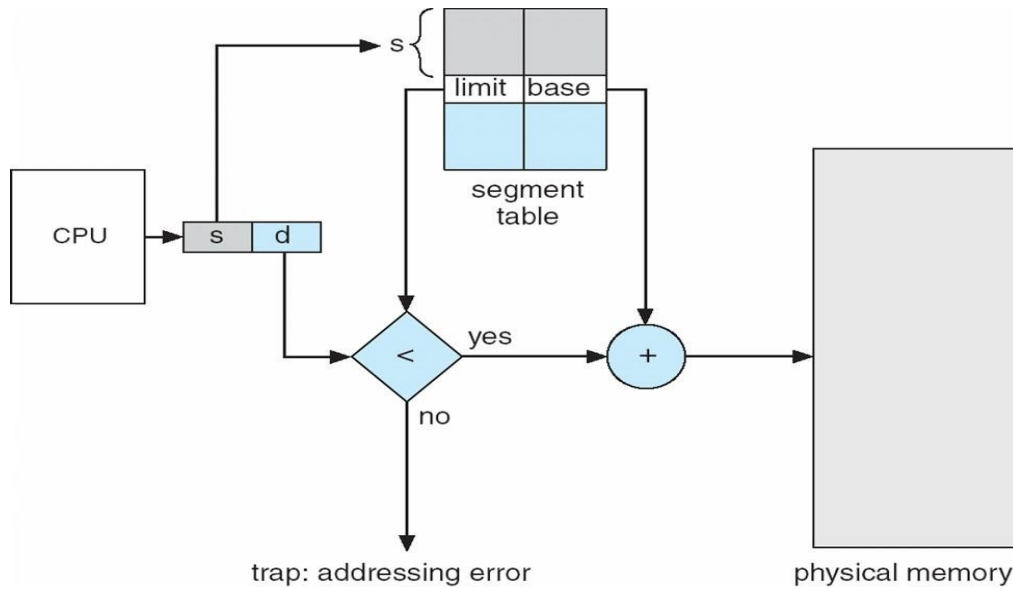 s
limit base
segment
table
CPU
s d
<
yes
+
no
trap: addressing error
physical memory